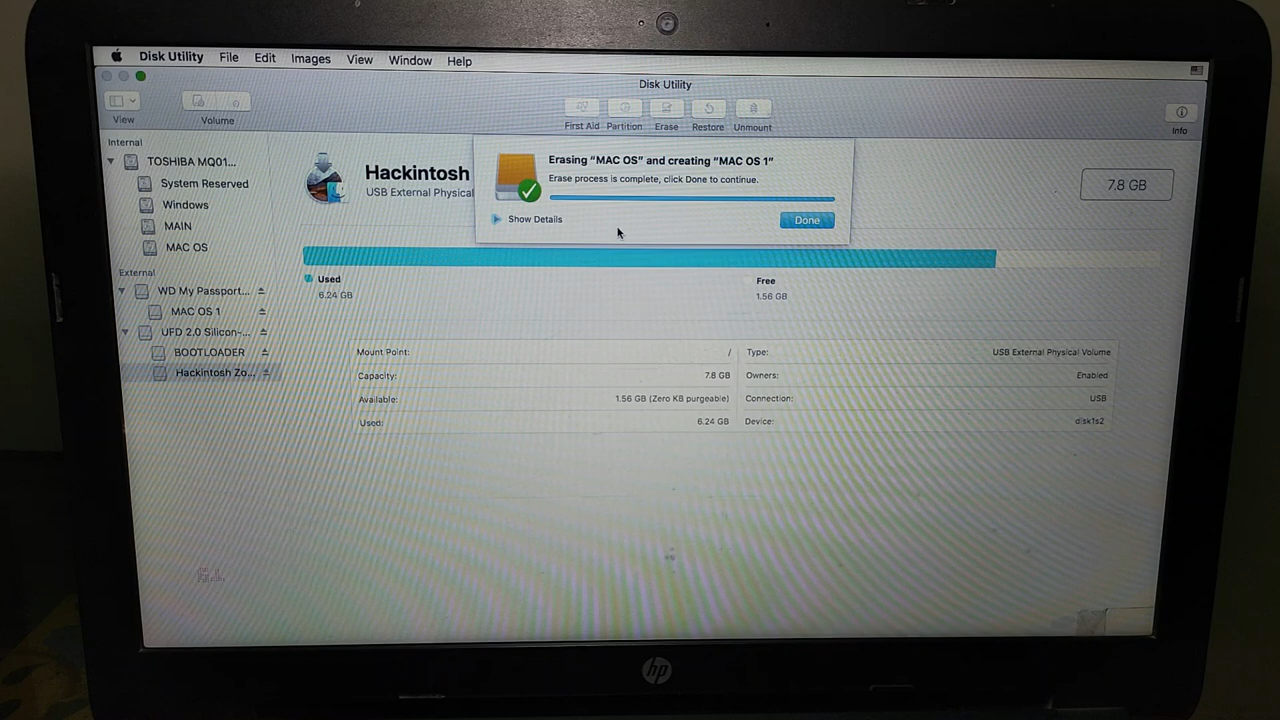 Disk Utility File Edit Images View Window Help
Disk Utility
View Volume First Aid Partition Erase Restore Unmount Info
Internal
TOSHIBA MQ01...
System Reserved
Windows
MAIN
MAC OS
External
WD My Passport...
MAC OS 1
UFD 2.0 Silicon-...
BOOTLOADER
Hackintosh Zo...
Hackintosh
USB External Physical
7.8 GB
Erasing “MAC OS” and creating “MAC OS 1”
Erase process is complete, click Done to continue.
Show Details Done
Used
6.24 GB
Free
1.56 GB
Mount Point: / Type: USB External Physical Volume
Capacity: 7.8 GB Owners: Enabled
Available: 1.56 GB (Zero KB purgeable) Connection: USB
Used: 6.24 GB Device: disk1s2
hp